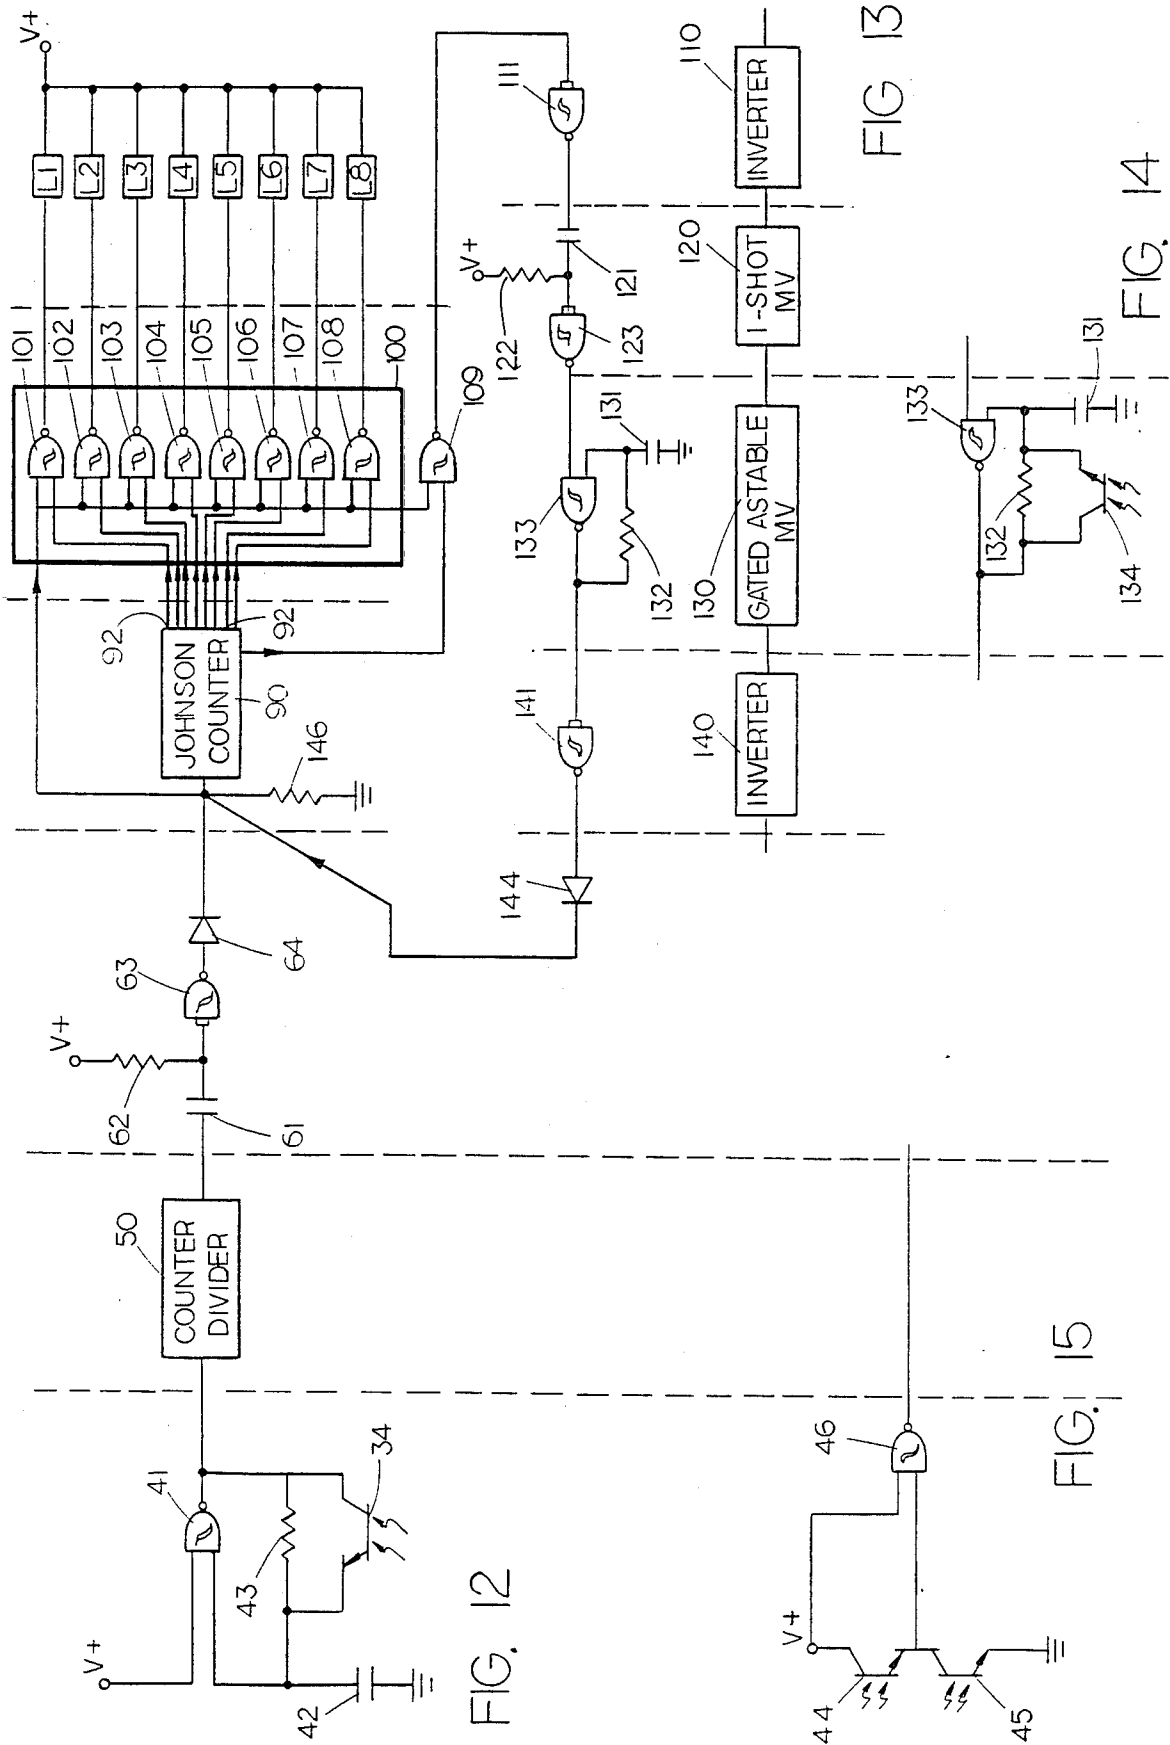 V+
41
43
42
34
FIG. 12
50
COUNTER
DIVIDER
V+
62
61
63
64
92
JOHNSON
COUNTER
90
92
146
101
102
103
104
105
106
107
108
100
109
L1
L2
L3
L4
L5
L6
L7
L8
V+
144
141
133
132
131
V+
122
123
121
111
140
INVERTER
130
GATED ASTABLE
MV
120
1-SHOT
MV
110
INVERTER
FIG 13
133
132
131
134
FIG. 14
V+
44
45
46
FIG. 15